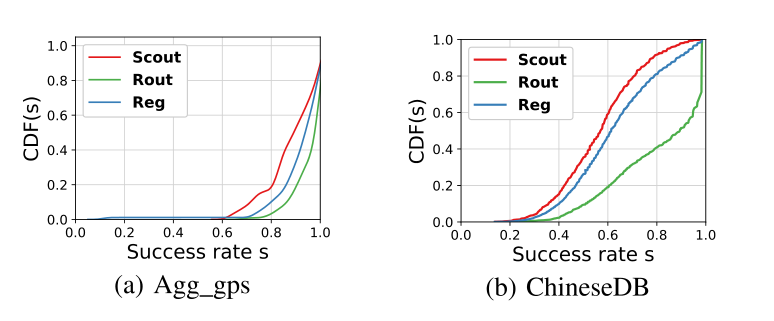 1.0
0.8
0.6
0.4
0.2
0.0
CDF(s)
Scout
Rout
Reg
0.0 0.2 0.4 0.6 0.8 1.0
Success rate s
(a) Agg_gps
1.0
0.8
0.6
0.4
0.2
0.0
CDF(s)
Scout
Rout
Reg
0.0 0.2 0.4 0.6 0.8 1.0
Success rate s
(b) ChineseDB